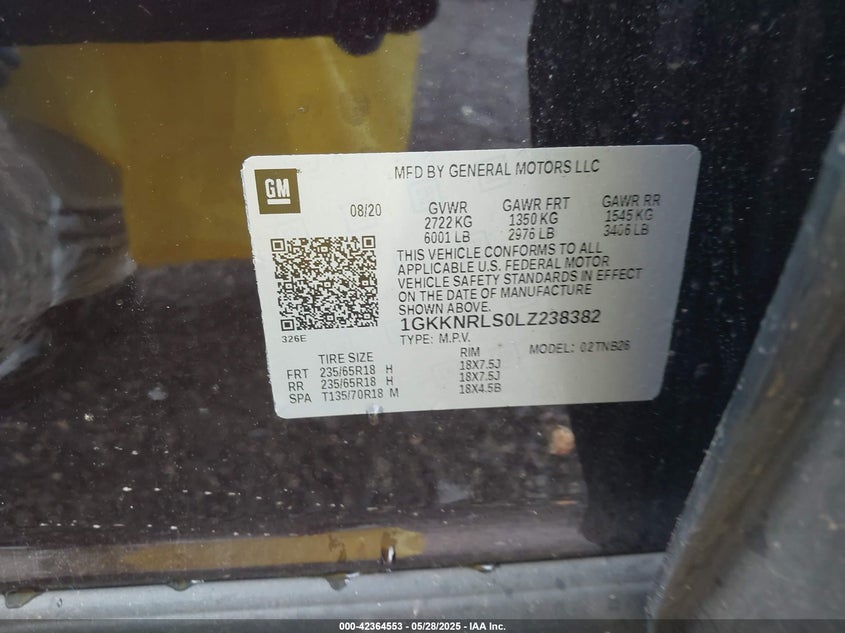 GM
MFD BY GENERAL MOTORS LLC
08/20
GVWR GAWR FRT GAWR RR
2722 KG 1350 KG 1545 KG
6001 LB 2976 LB 3406 LB
THIS VEHICLE CONFORMS TO ALL
APPLICABLE U.S. FEDERAL MOTOR
VEHICLE SAFETY STANDARDS IN EFFECT
ON THE DATE OF MANUFACTURE
SHOWN ABOVE.
1GKKNRLS0LZ238382
326E
TYPE: M.P.V. MODEL: 02TNB26
TIRE SIZE RIM
FRT 235/65R18 H 18X7.5J
RR 235/65R18 H 18X7.5J
SPA T135/70R18 M 18X4.5B
000-42364553 — 05/28/2025 - IAA Inc.